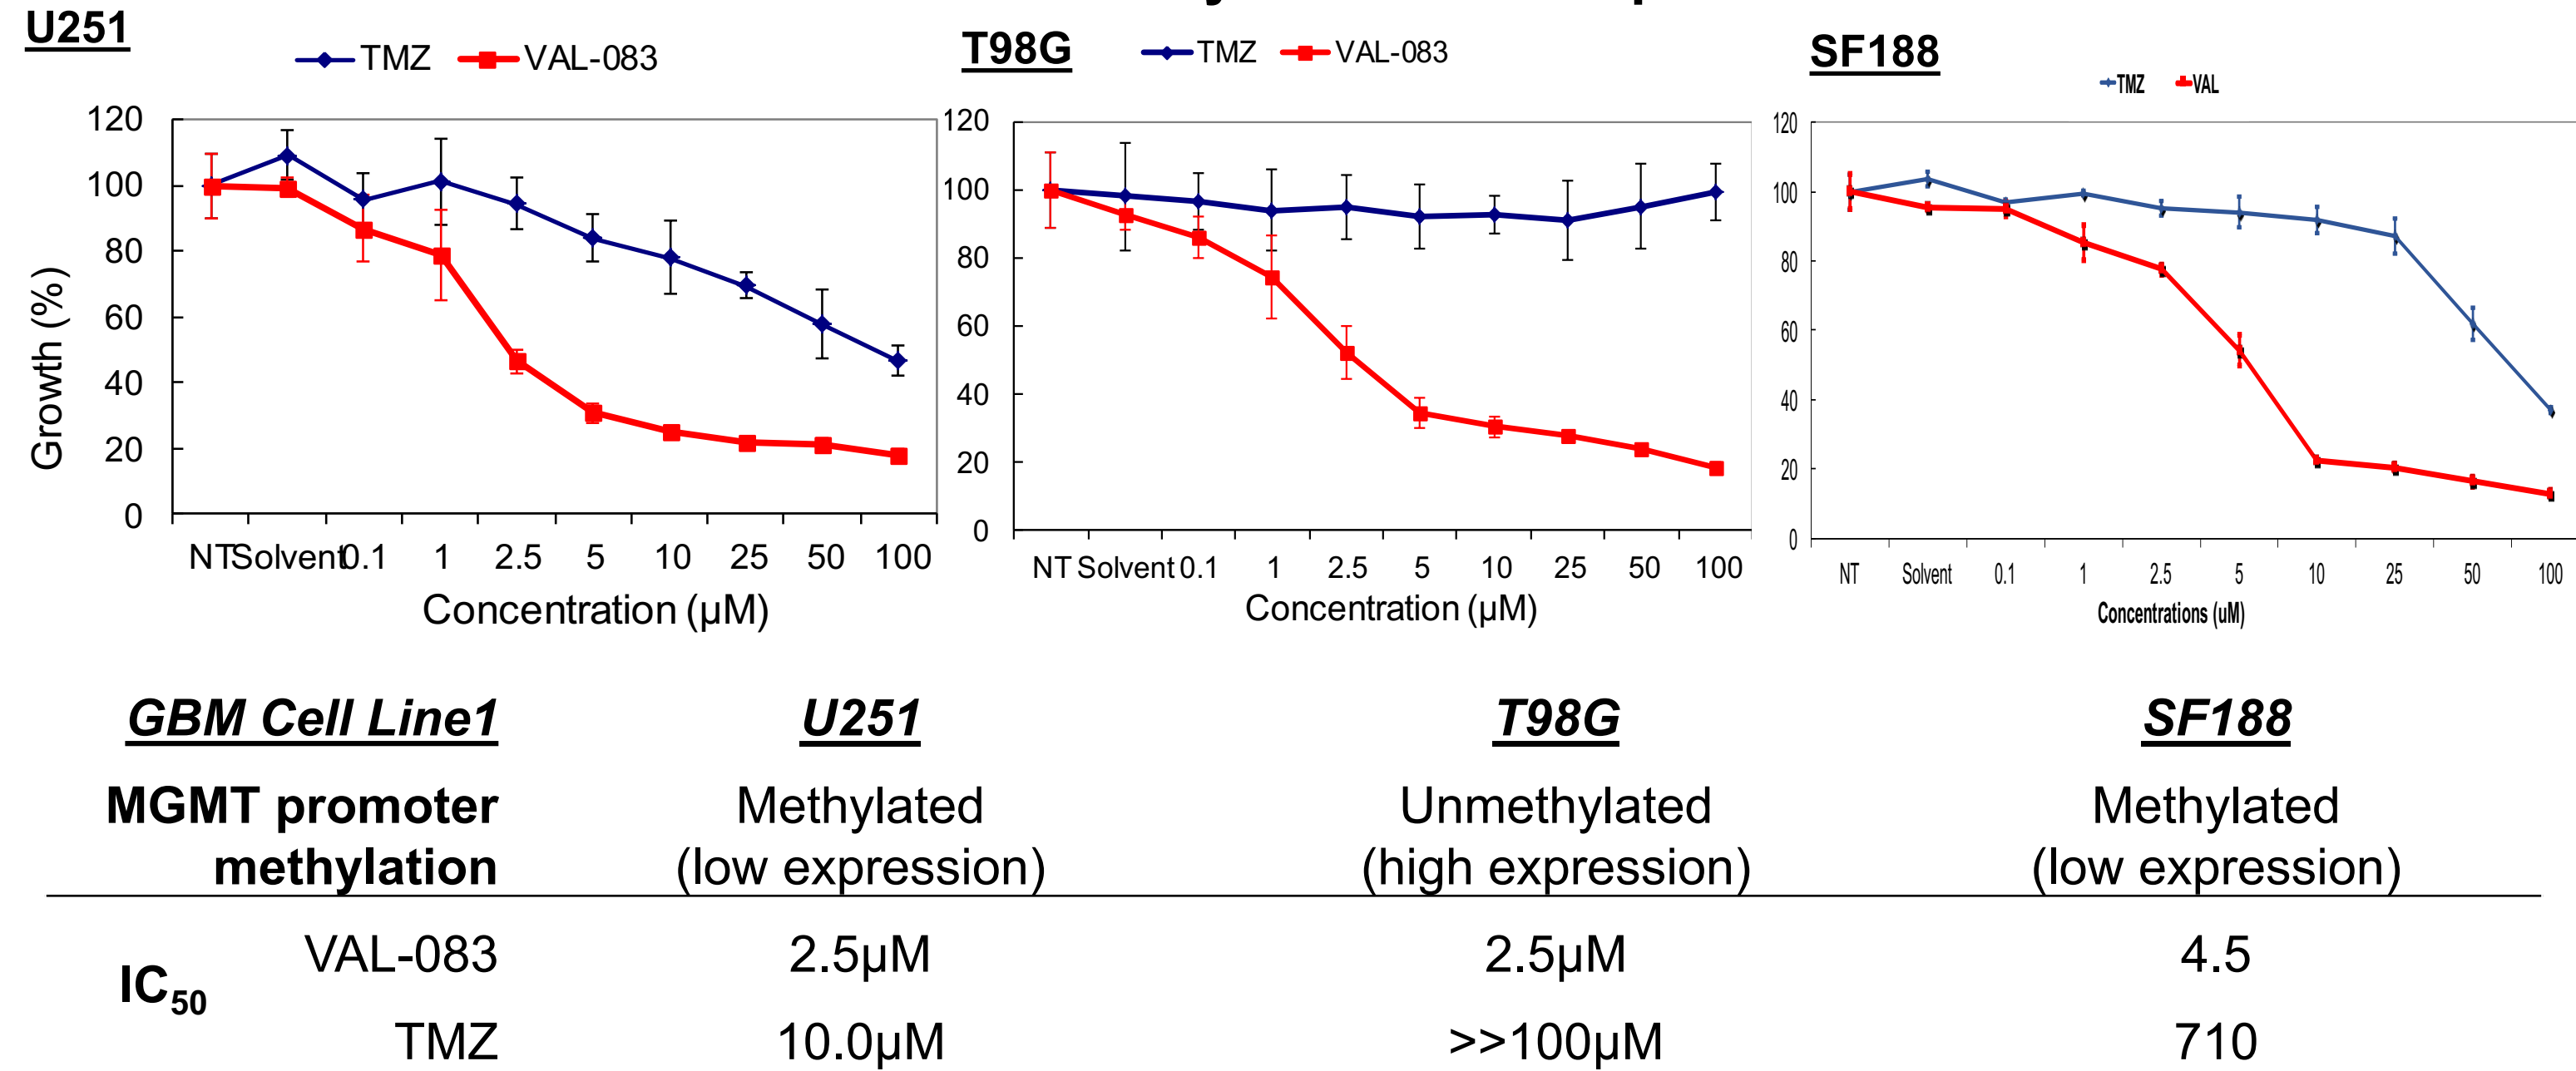 U251
TMZ VAL-083
120
100
80
60
40
20
0
Growth (%)
NT Solvent 0.1 1 2.5 5 10 25 50 100
Concentration (µM)
T98G
TMZ VAL-083
120
100
80
60
40
20
0
NT Solvent 0.1 1 2.5 5 10 25 50 100
Concentration (µM)
SF188
TMZ VAL
120
100
80
60
40
20
0
NT Solvent 0.1 1 2.5 5 10 25 50 100
Concentrations (uM)
GBM Cell Line1 U251 T98G SF188
MGMT promoter Methylated Unmethylated Methylated
methylation (low expression) (high expression) (low expression)
IC50
VAL-083 2.5µM 2.5µM 4.5
TMZ 10.0µM >>100µM 710